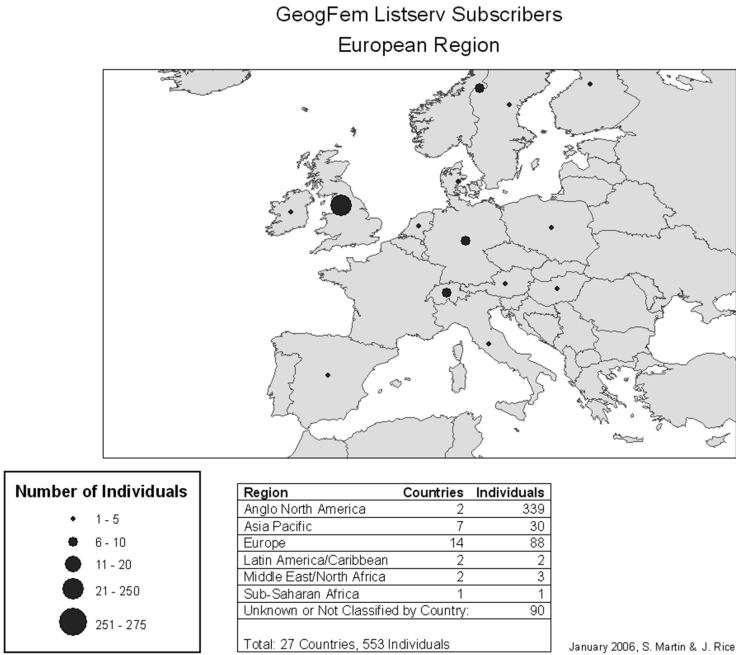 GeogFem Listserv Subscribers
European Region
Number of Individuals
1 - 5
6 - 10
11 - 20
21 - 250
251 - 275
Region Countries Individuals
Anglo North America 2 339
Asia Pacific 7 30
Europe 14 88
Latin America/Caribbean 2 2
Middle East/North Africa 2 3
Sub-Saharan Africa 1 1
Unknown or Not Classified by Country: 90
Total: 27 Countries, 553 Individuals
January 2006, S. Martin & J. Rice